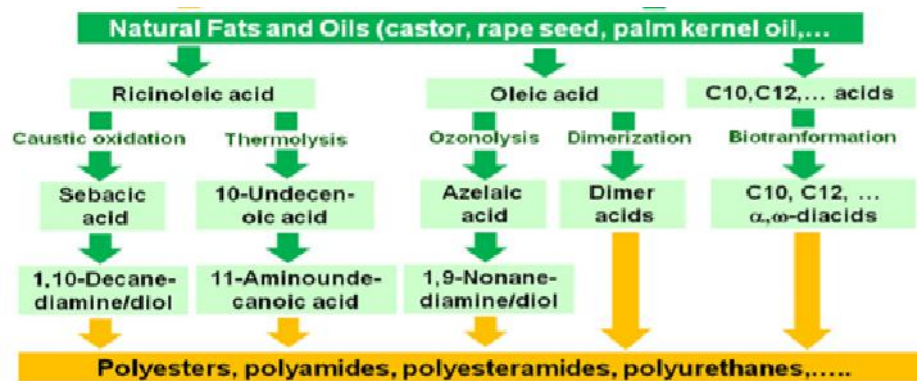 Natural Fats and Oils (castor, rape seed, palm kernel oil,...
Ricinoleic acid
Oleic acid
C10,C12,... acids
Caustic oxidation
Thermolysis
Ozonolysis
Dimerization
Biotranformation
Sebacic
acid
10-Undecen-
oic acid
Azelaic
acid
Dimer
acids
C10, C12, ...
α,ω-diacids
1,10-Decane-
diamine/diol
11-Aminounde-
canoic acid
1,9-Nonane-
diamine/diol
Polyesters, polyamides, polyesteramides, polyurethanes,.....